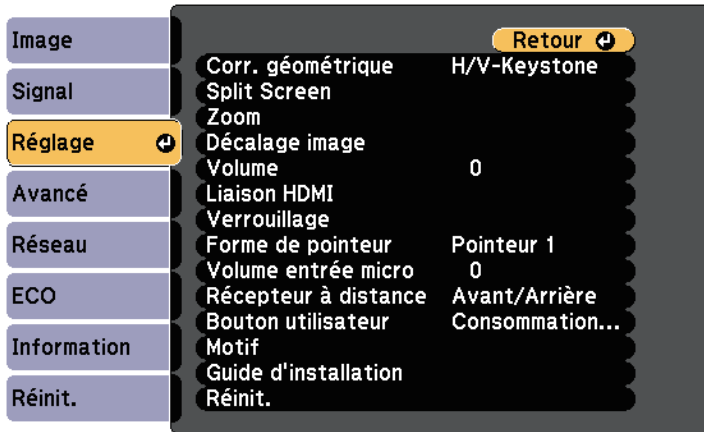 Image
Signal
Réglage
Avancé
Réseau
ECO
Information
Réinit.
Retour
Corr. géométrique H/V-Keystone
Split Screen
Zoom
Décalage image
Volume 0
Liaison HDMI
Verrouillage
Forme de pointeur Pointeur 1
Volume entrée micro 0
Récepteur à distance Avant/Arrière
Bouton utilisateur Consommation...
Motif
Guide d'installation
Réinit.